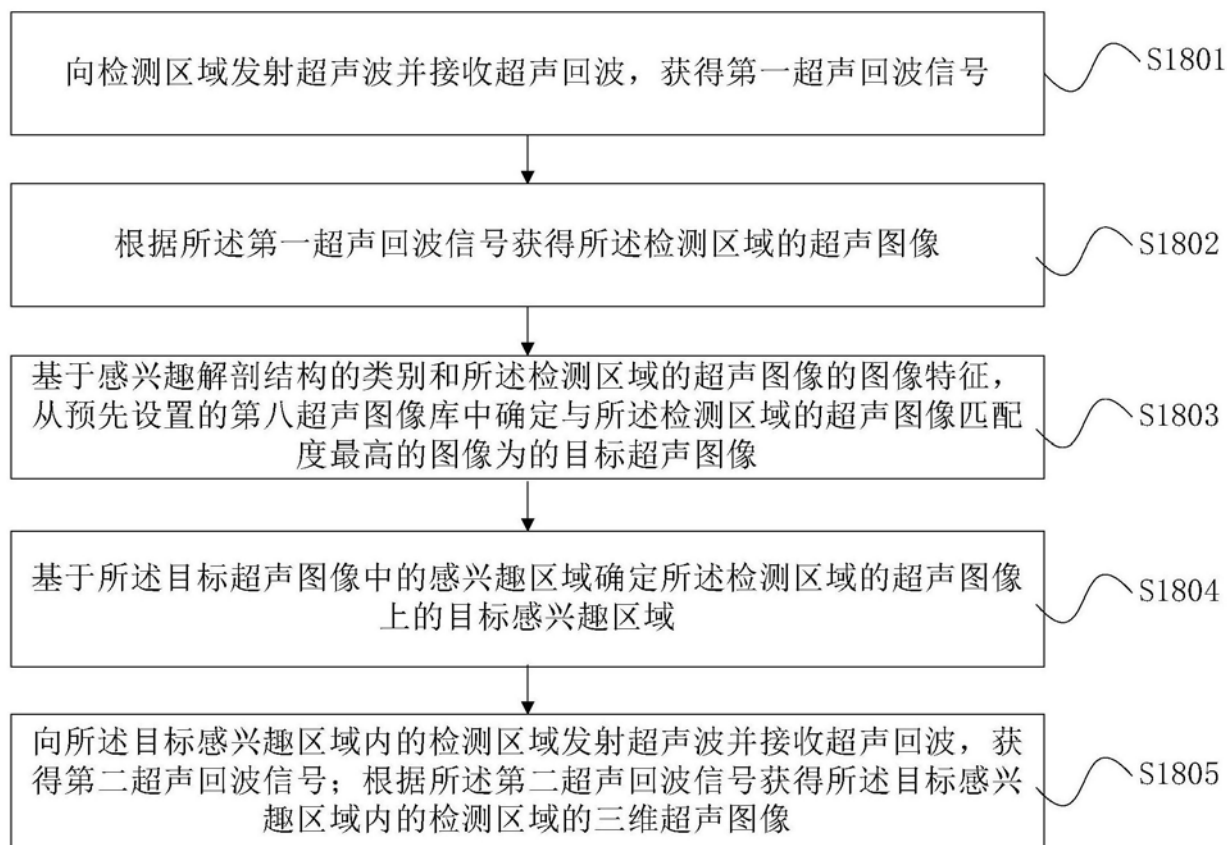 向检测区域发射超声波并接收超声回波，获得第一超声回波信号
S1801
根据所述第一超声回波信号获得所述检测区域的超声图像
S1802
基于感兴趣解剖结构的类别和所述检测区域的超声图像的图像特征，
从预先设置的第八超声图像库中确定与所述检测区域的超声图像匹配
度最高的图像为的目标超声图像
S1803
基于所述目标超声图像中的感兴趣区域确定所述检测区域的超声图像
上的目标感兴趣区域
S1804
向所述目标感兴趣区域内的检测区域发射超声波并接收超声回波，获
得第二超声回波信号；根据所述第二超声回波信号获得所述目标感兴
趣区域内的检测区域的三维超声图像
S1805